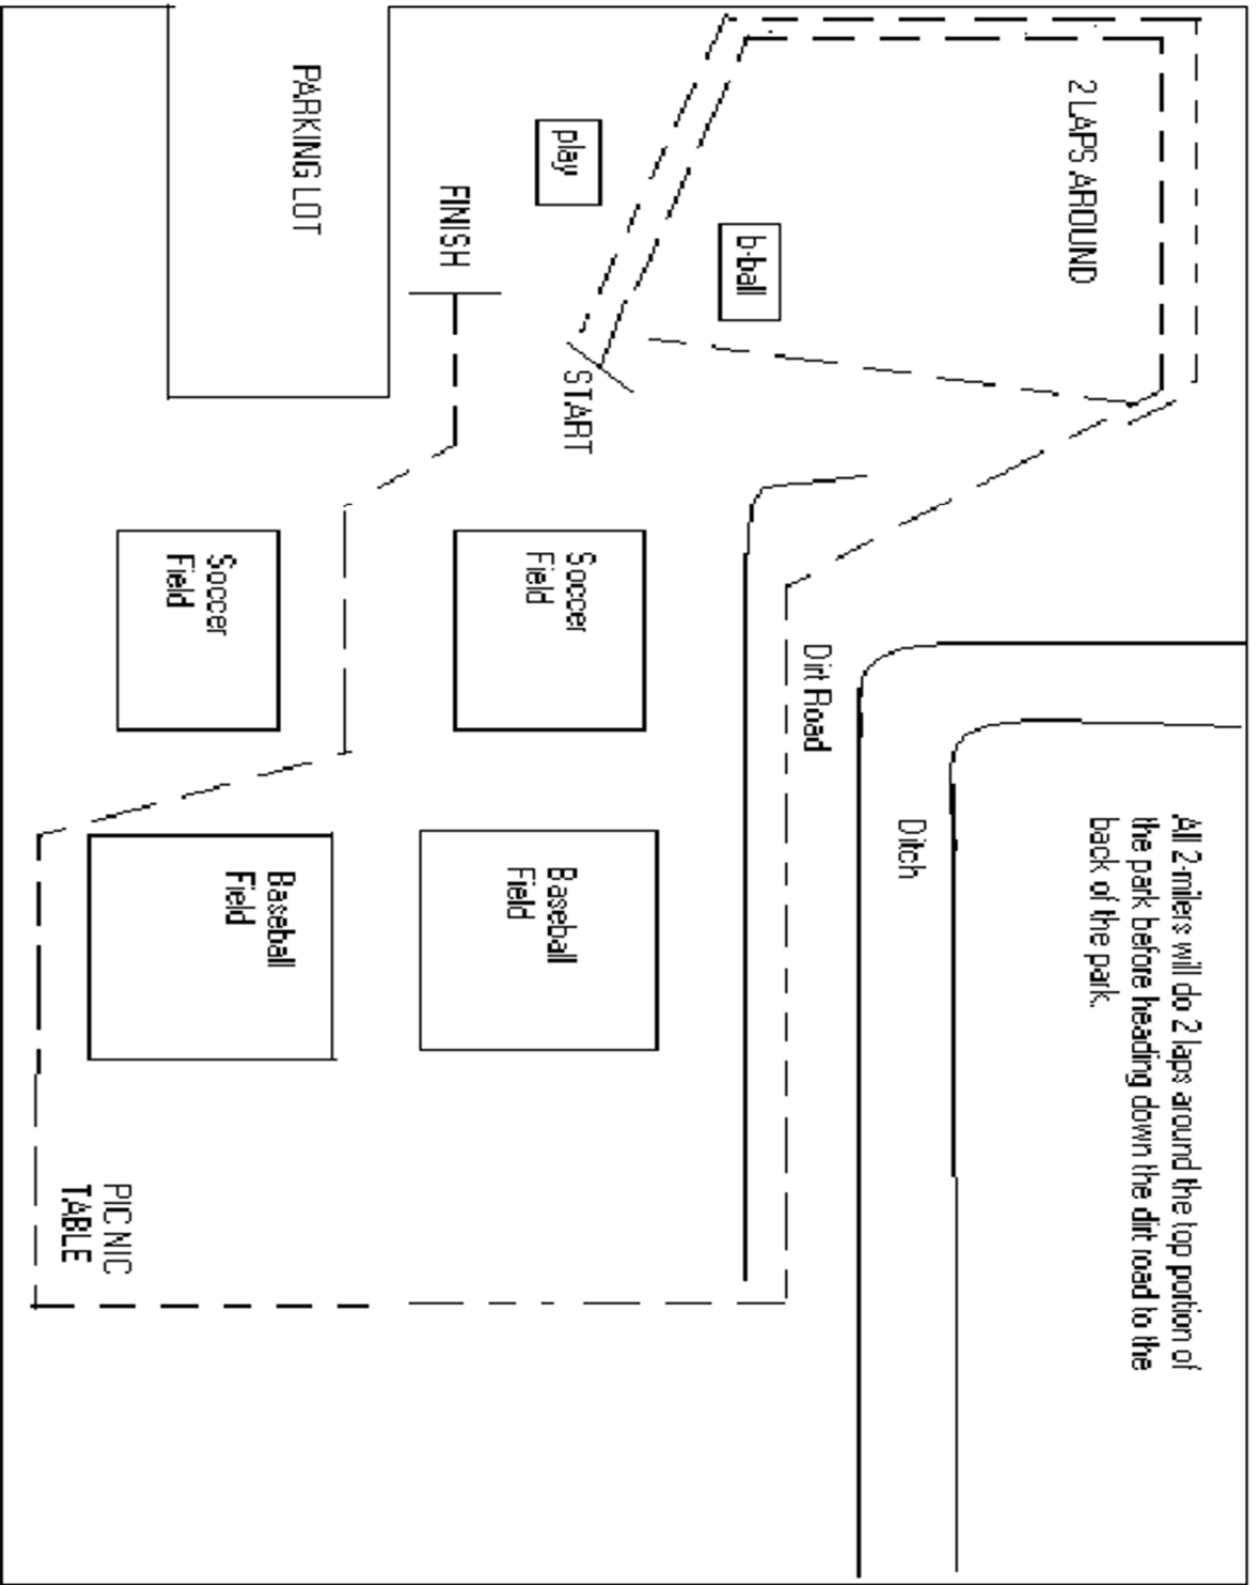 All 2-milers will do 2 laps around the top portion of
the park before heading down the dirt road to the
back of the park.
2 LAPS AROUND
Ditch
Dirt Road
b-ball
play
START
FINISH
PARKING LOT
Soccer
Field
Soccer
Field
Baseball
Field
Baseball
Field
PICNIC
TABLE